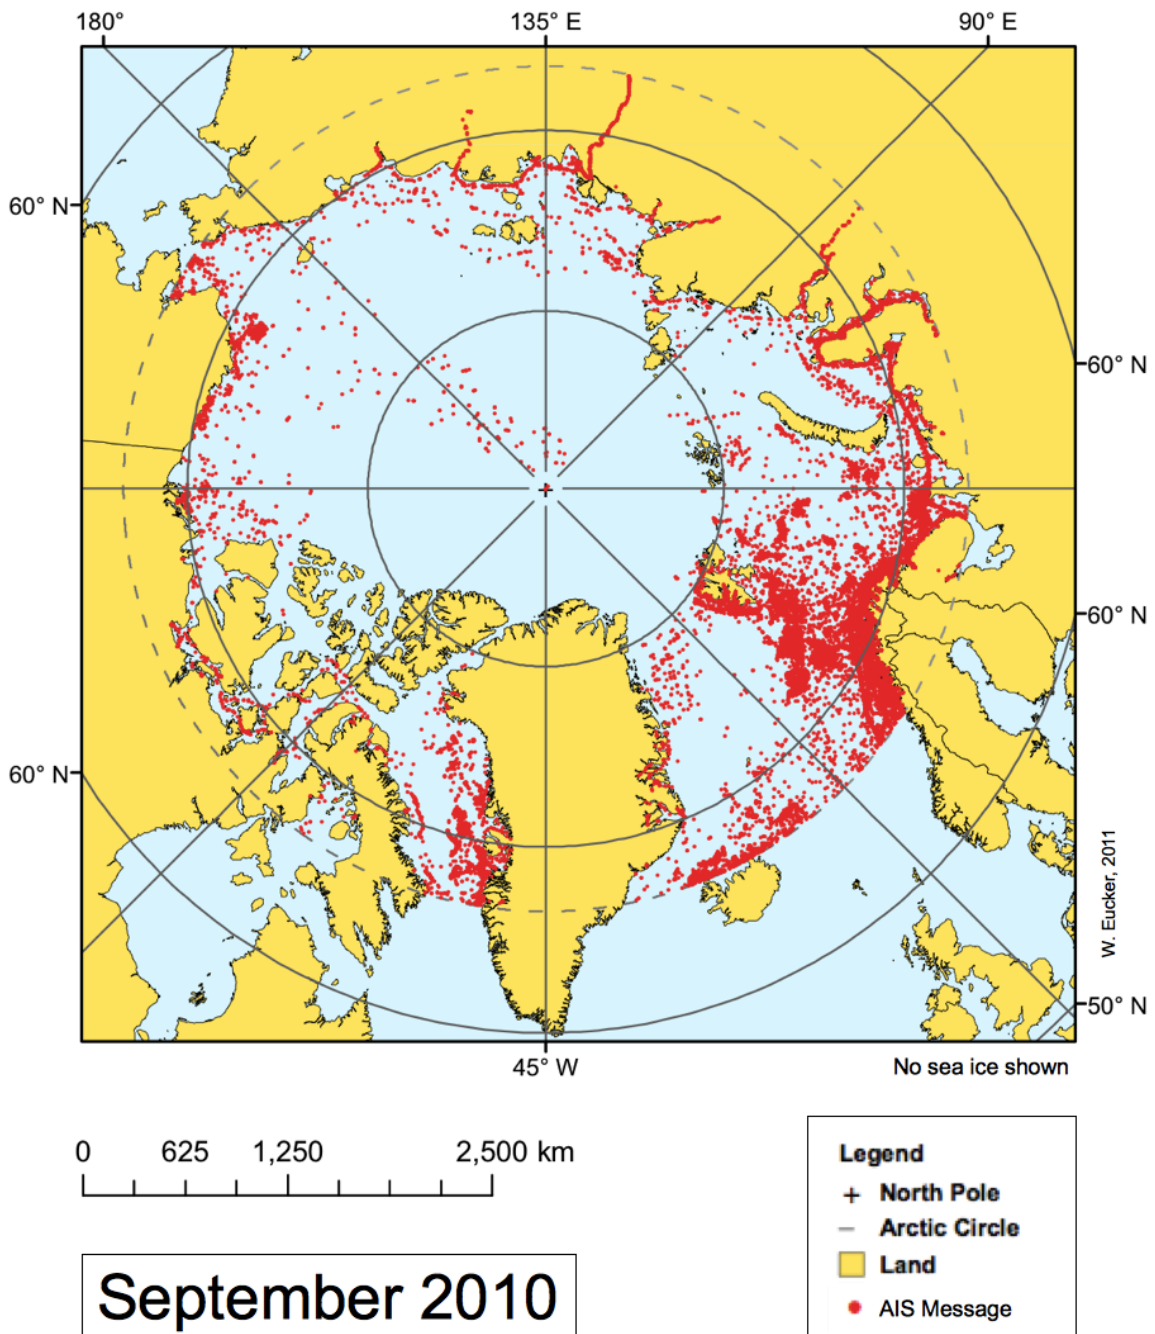 180°
135° E
90° E
60° N
60° N
60° N
60° N
W. Eucker, 2011
50° N
45° W
No sea ice shown
0 625 1,250 2,500 km
Legend
+ North Pole
– Arctic Circle
Land
AIS Message
September 2010